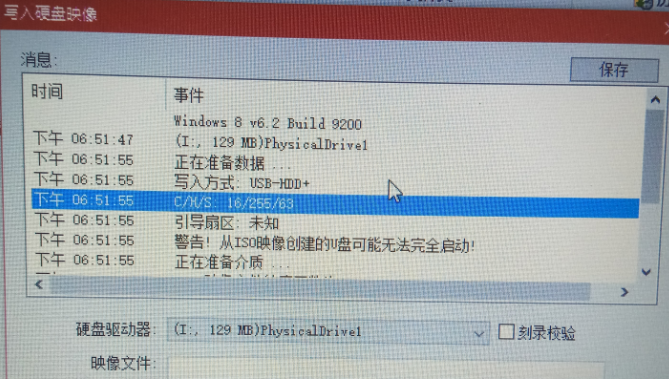 写入硬盘映像
消息：
保存
时间 事件
Windows 8 v6.2 Build 9200
下午 06:51:47 (I:, 129 MB)PhysicalDrive1
下午 06:51:55 正在准备数据 ...
下午 06:51:55 写入方式: USB-HDD+
下午 06:51:55 C/H/S: 16/255/63
下午 06:51:55 引导扇区: 未知
下午 06:51:55 警告! 从ISO映像创建的U盘可能无法完全启动!
下午 06:51:55 正在准备介质 ...
硬盘驱动器: (I:, 129 MB)PhysicalDrive1 刻录校验
映像文件: